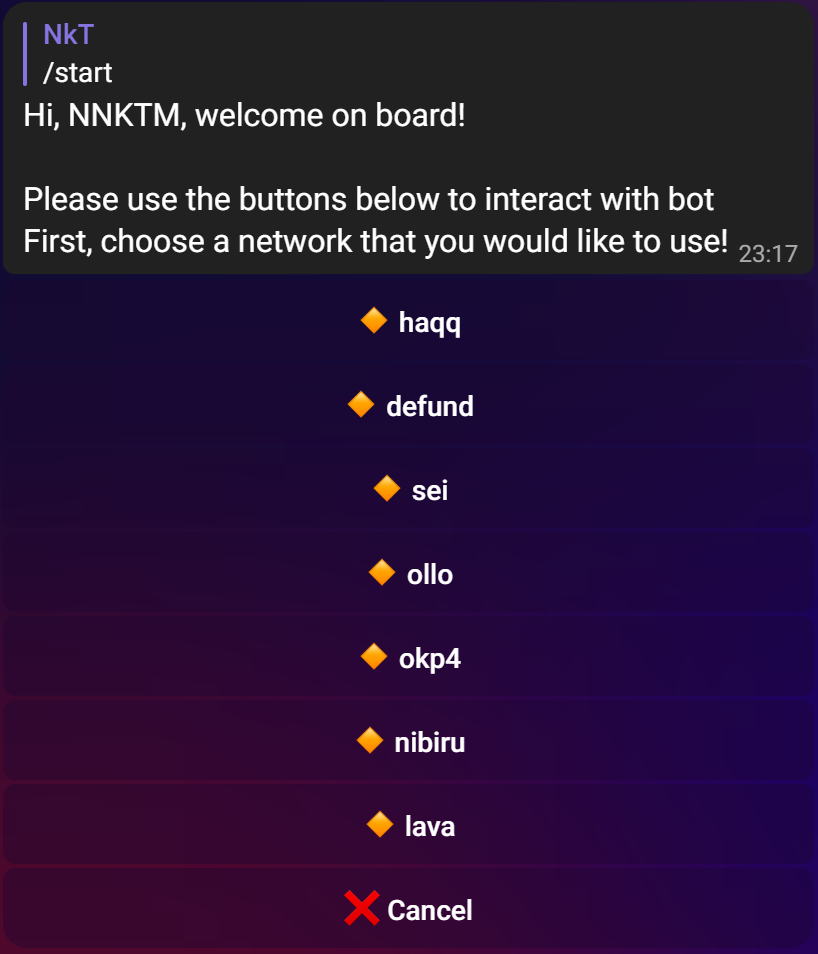 NkT
/start
Hi, NNKTM, welcome on board!
Please use the buttons below to interact with bot
First, choose a network that you would like to use!
23:17
🔸 haqq
🔸 defund
🔸 sei
🔸 ollo
🔸 okp4
🔸 nibiru
🔸 lava
❌ Cancel